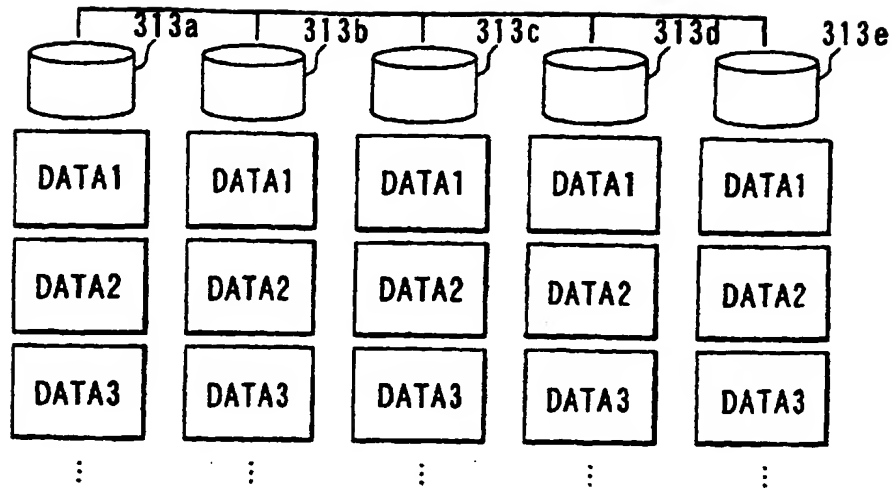 313a 313b 313c 313d 313e
DATA1 DATA1 DATA1 DATA1 DATA1
DATA2 DATA2 DATA2 DATA2 DATA2
DATA3 DATA3 DATA3 DATA3 DATA3
⋮ ⋮ ⋮ ⋮ ⋮